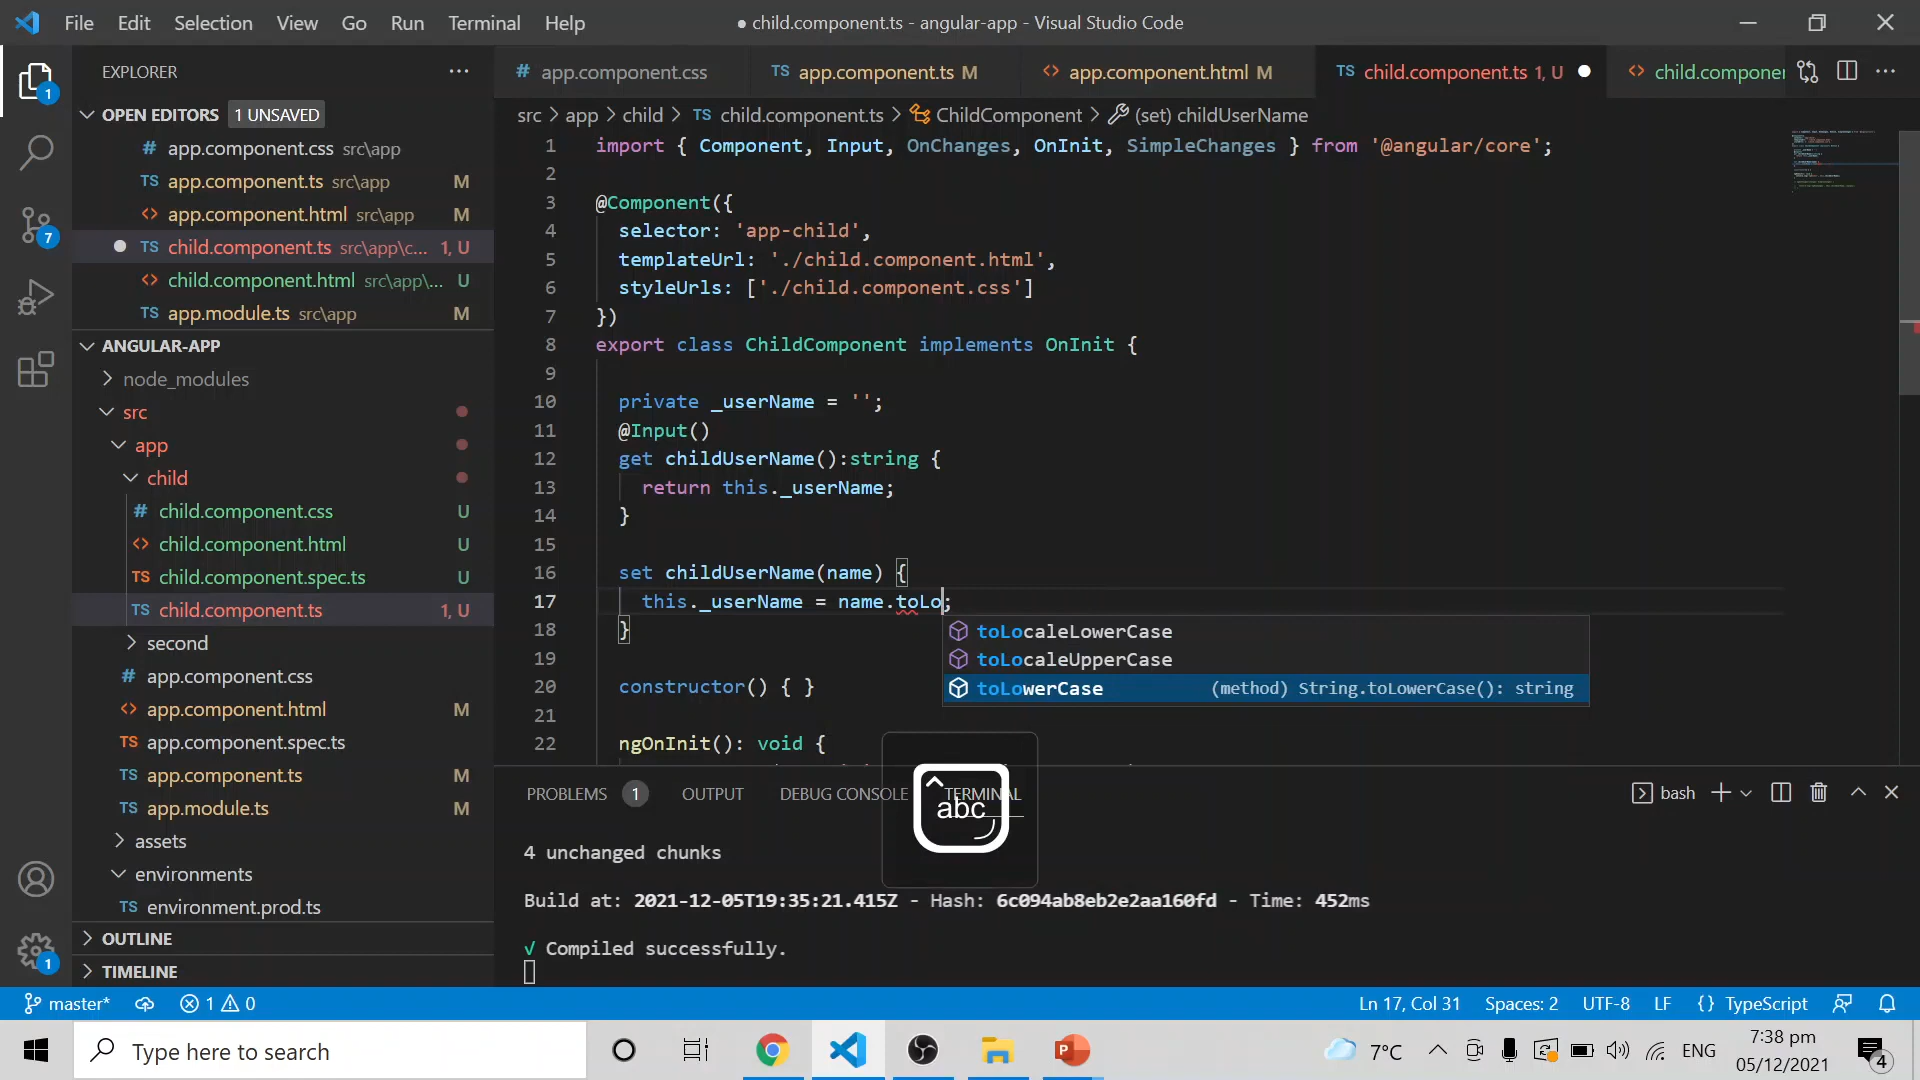 File Edit Selection View Go Run Terminal Help ● child.component.ts - angular-app - Visual Studio Code
EXPLORER
# app.component.css TS app.component.ts M <> app.component.html M TS child.component.ts 1, U ● <> child.componen
OPEN EDITORS 1 UNSAVED
src > app > child > TS child.component.ts > ChildComponent > (set) childUserName
# app.component.css src\app
TS app.component.ts src\app M
<> app.component.html src\app M
● TS child.component.ts src\app\c... 1, U
<> child.component.html src\app\... U
TS app.module.ts src\app M
ANGULAR-APP
node_modules
src
app
child
# child.component.css U
<> child.component.html U
TS child.component.spec.ts U
TS child.component.ts 1, U
second
# app.component.css
<> app.component.html M
TS app.component.spec.ts
TS app.component.ts M
TS app.module.ts M
assets
environments
TS environment.prod.ts
OUTLINE
TIMELINE
1 import { Component, Input, OnChanges, OnInit, SimpleChanges } from '@angular/core';
2
3 @Component({
4 selector: 'app-child',
5 templateUrl: './child.component.html',
6 styleUrls: ['./child.component.css']
7 })
8 export class ChildComponent implements OnInit {
9
10 private _userName = '';
11 @Input()
12 get childUserName():string {
13 return this._userName;
14 }
15
16 set childUserName(name) {
17 this._userName = name.toLo;
18 }
19
20 constructor() { }
21
22 ngOnInit(): void {
toLocaleLowerCase
toLocaleUpperCase
toLowerCase (method) String.toLowerCase(): string
PROBLEMS 1 OUTPUT DEBUG CONSOLE TERMINAL bash
abc
4 unchanged chunks
Build at: 2021-12-05T19:35:21.415Z - Hash: 6c094ab8eb2e2aa160fd - Time: 452ms
√ Compiled successfully.
1
7
1
master* 1 0 Ln 17, Col 31 Spaces: 2 UTF-8 LF {} TypeScript
Type here to search 7°C ENG 7:38 pm
05/12/2021
4